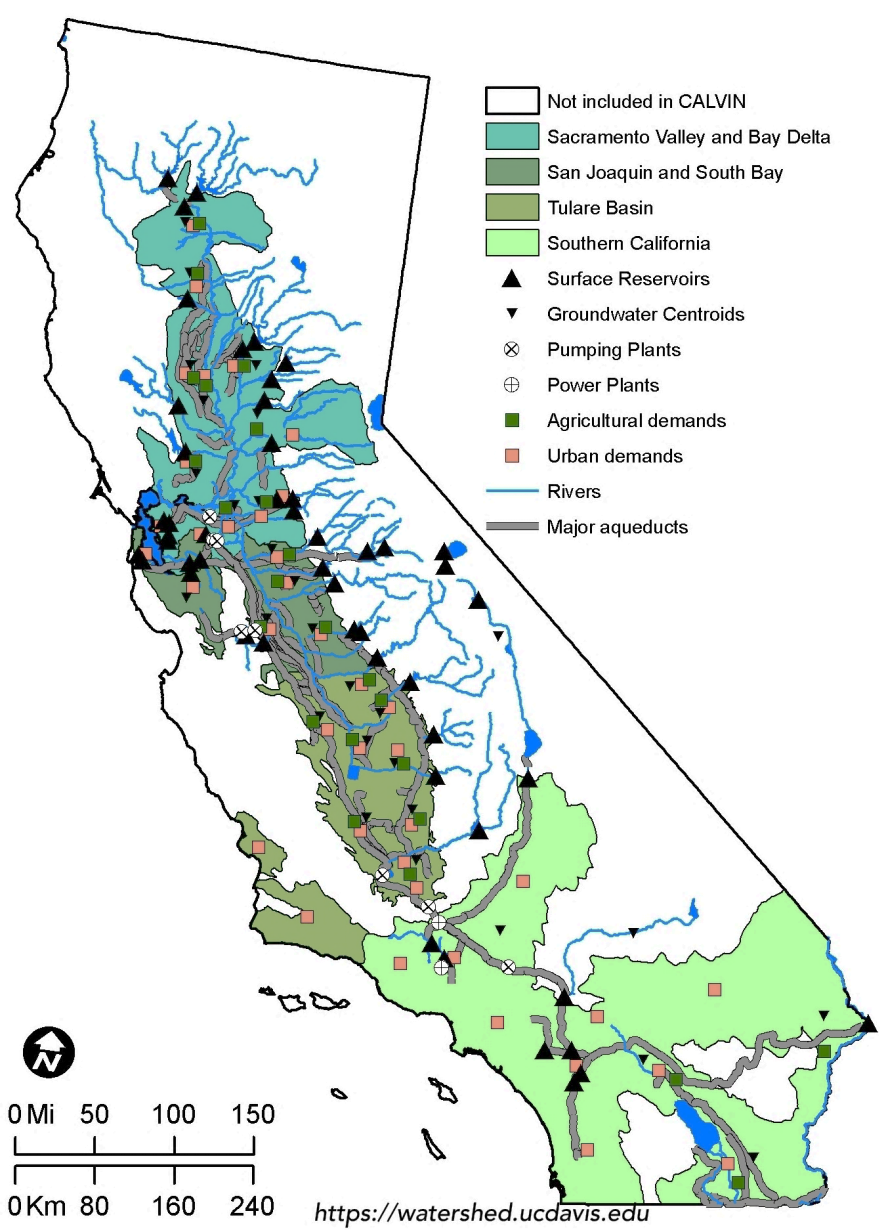 Not included in CALVIN
Sacramento Valley and Bay Delta
San Joaquin and South Bay
Tulare Basin
Southern California
Surface Reservoirs
Groundwater Centroids
Pumping Plants
Power Plants
Agricultural demands
Urban demands
Rivers
Major aqueducts
N
0 Mi 50 100 150
0 Km 80 160 240
https://watershed.ucdavis.edu